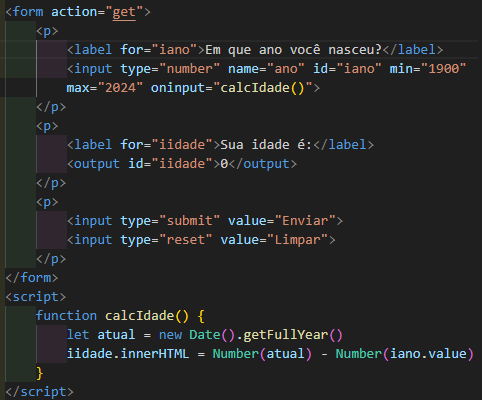 <form action="get">
<p>
<label for="iano">Em que ano você nasceu?</label>
<input type="number" name="ano" id="iano" min="1900"
max="2024" oninput="calcIdade()">
</p>
<p>
<label for="iidade">Sua idade é:</label>
<output id="iidade">0</output>
</p>
<p>
<input type="submit" value="Enviar">
<input type="reset" value="Limpar">
</p>
</form>
<script>
function calcIdade() {
let atual = new Date().getFullYear()
iidade.innerHTML = Number(atual) - Number(iano.value)
}
</script>